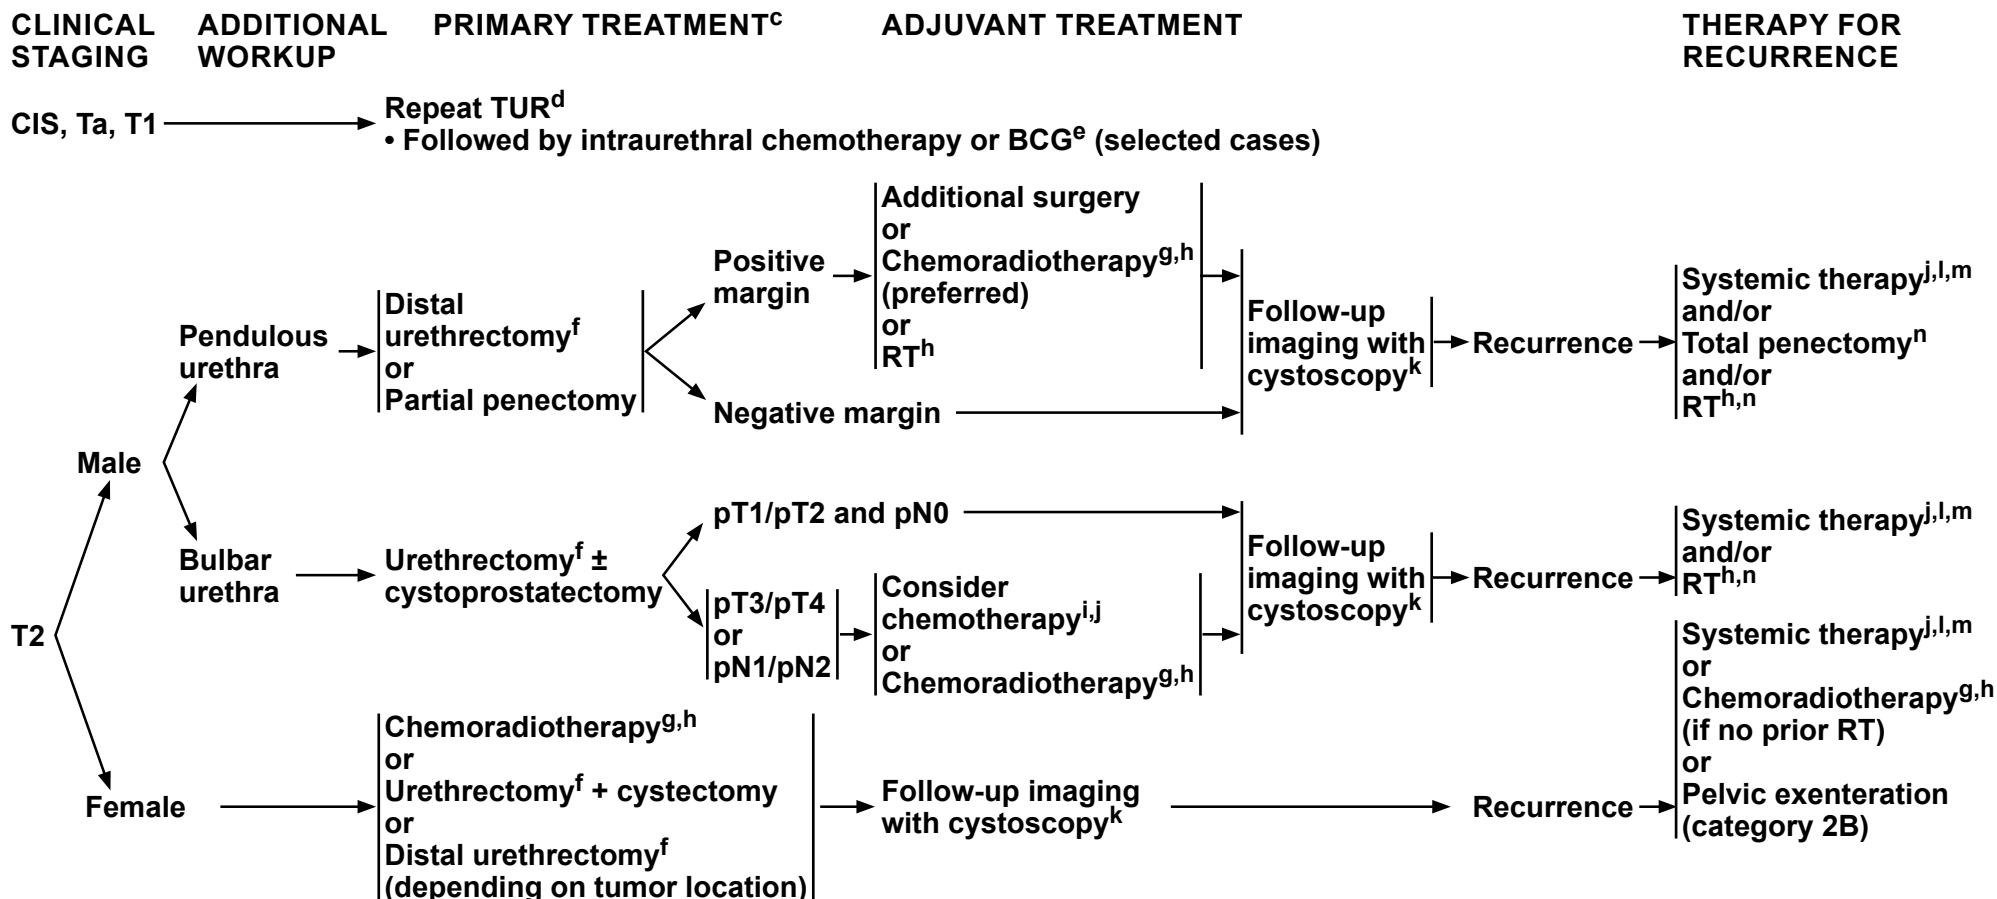 CLINICAL STAGING
ADDITIONAL WORKUP
PRIMARY TREATMENTᶜ
ADJUVANT TREATMENT
THERAPY FOR RECURRENCE
CIS, Ta, T1
Repeat TURᵈ
• Followed by intraurethral chemotherapy or BCGᵉ (selected cases)
T2
Male
Pendulous
urethra
Distal
urethrectomyᶠ
or
Partial penectomy
Positive
margin
Additional surgery
or
Chemoradiotherapyᵍ,ʰ
(preferred)
or
RTʰ
Negative margin
Follow-up
imaging with
cystoscopyᵏ
Recurrence
Systemic therapyʲ,ˡ,ᵐ
and/or
Total penectomyⁿ
and/or
RTʰ,ⁿ
Bulbar
urethra
Urethrectomyᶠ ±
cystoprostatectomy
pT1/pT2 and pN0
pT3/pT4
or
pN1/pN2
Consider
chemotherapyⁱ,ʲ
or
Chemoradiotherapyᵍ,ʰ
Follow-up
imaging with
cystoscopyᵏ
Recurrence
Systemic therapyʲ,ˡ,ᵐ
and/or
RTʰ,ⁿ
Female
Chemoradiotherapyᵍ,ʰ
or
Urethrectomyᶠ + cystectomy
or
Distal urethrectomyᶠ
(depending on tumor location)
Follow-up imaging
with cystoscopyᵏ
Recurrence
Systemic therapyʲ,ˡ,ᵐ
or
Chemoradiotherapyᵍ,ʰ
(if no prior RT)
or
Pelvic exenteration
(category 2B)